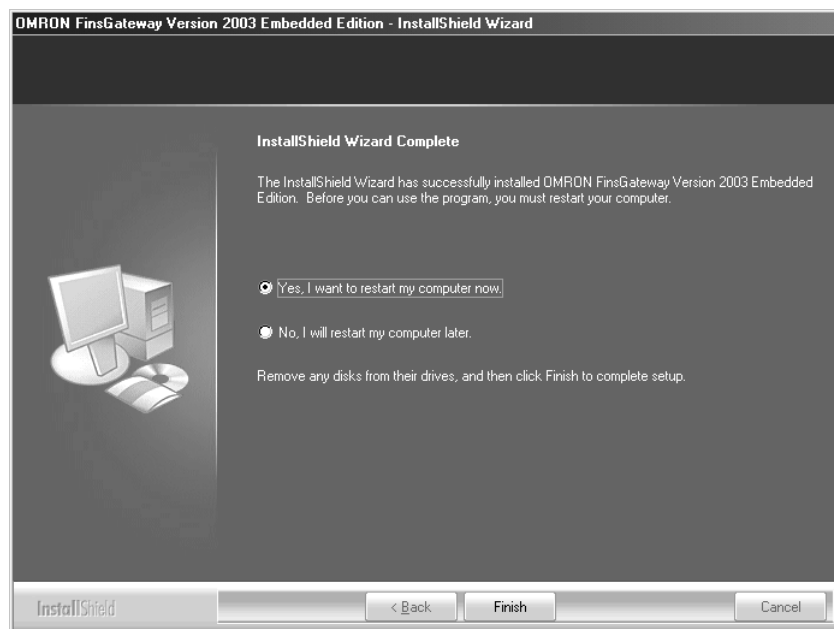 OMRON FinsGateway Version 2003 Embedded Edition - InstallShield Wizard
InstallShield Wizard Complete
The InstallShield Wizard has successfully installed OMRON FinsGateway Version 2003 Embedded
Edition. Before you can use the program, you must restart your computer.
Yes, I want to restart my computer now.
No, I will restart my computer later.
Remove any disks from their drives, and then click Finish to complete setup.
InstallShield
< Back
Finish
Cancel